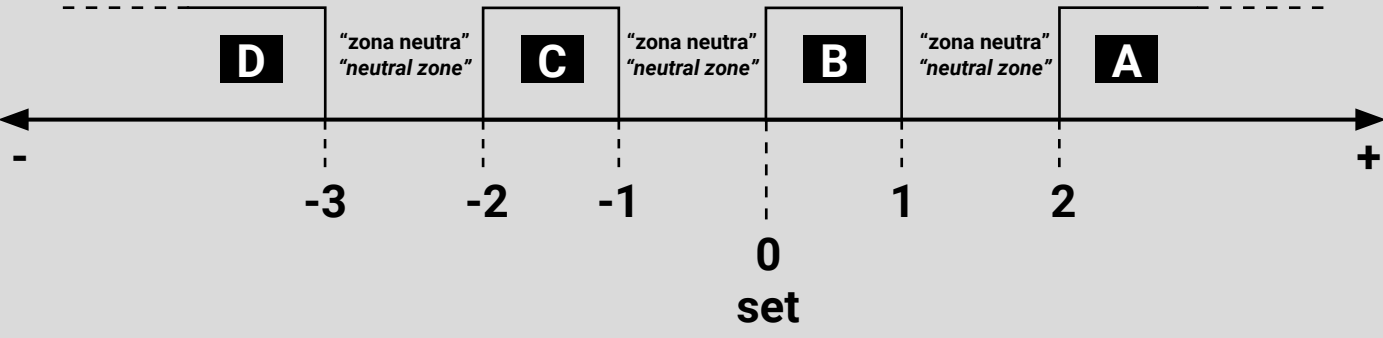 “zona neutra”
“neutral zone”
“zona neutra”
“neutral zone”
“zona neutra”
“neutral zone”
D
C
B
A
-
+
-3
-2
-1
1
2
0
set